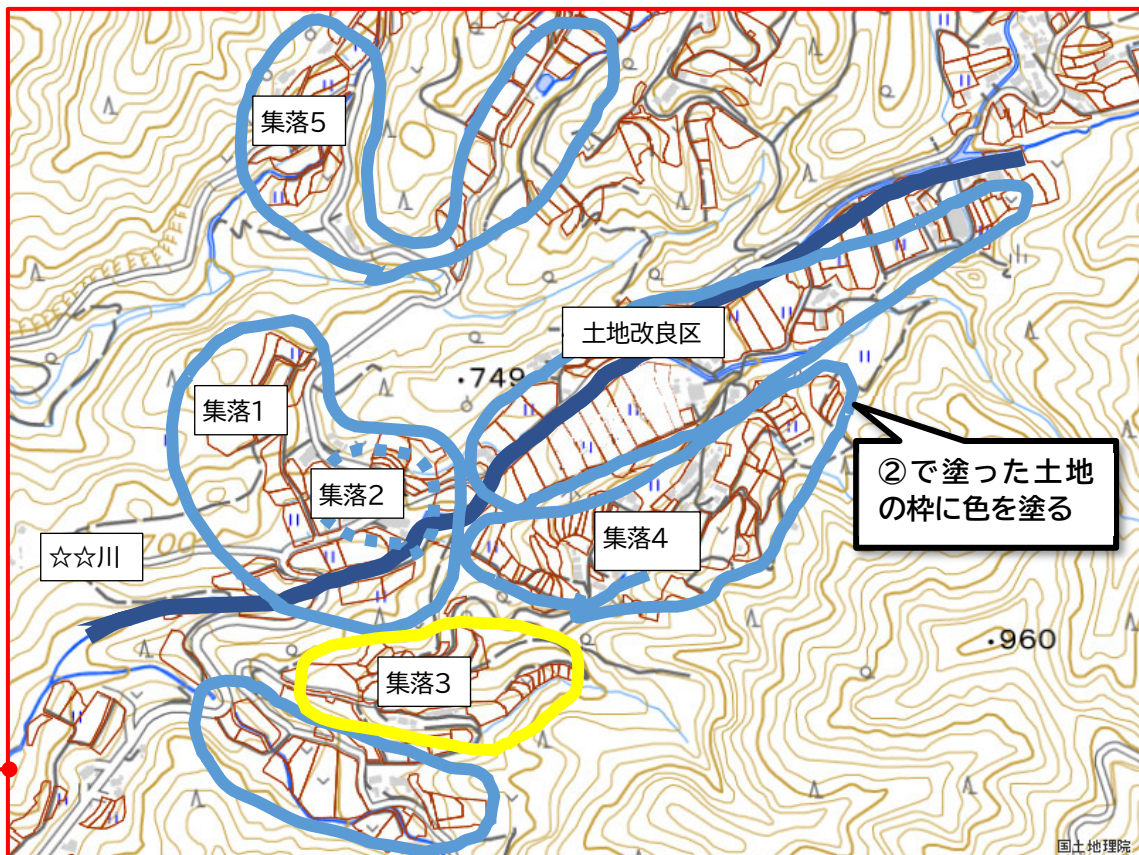 集落5
土地改良区
・749
集落1
②で塗った土地
の枠に色を塗る
集落2
集落4
☆☆川
700
・960
集落3
国土地理院